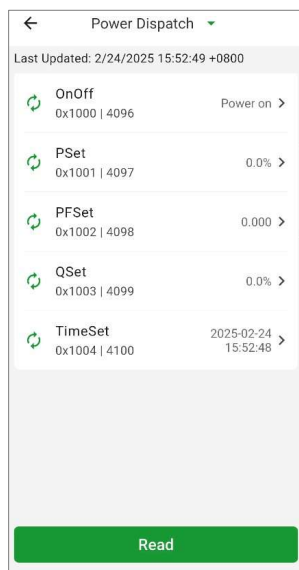 Power Dispatch
Last Updated: 2/24/2025 15:52:49 +0800
OnOff
0x1000 | 4096
Power on
PSet
0x1001 | 4097
0.0%
PFSet
0x1002 | 4098
0.000
QSet
0x1003 | 4099
0.0%
TimeSet
0x1004 | 4100
2025-02-24
15:52:48
Read